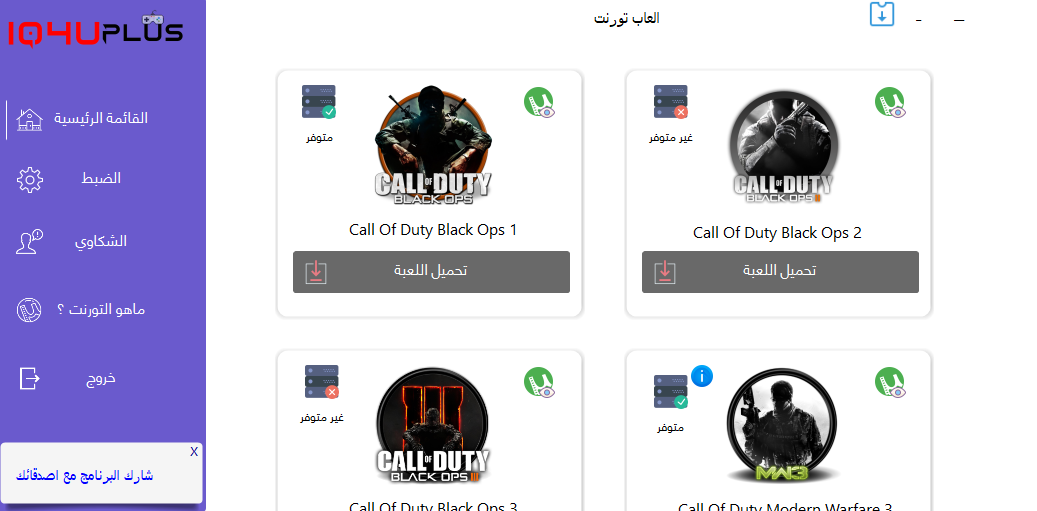 IQ4UPLUS
القائمة الرئيسية
الضبط
الشكاوي
ماهو التورنت ؟
خروج
X
شارك البرنامج مع اصدقائك
العاب تورنت
متوفر
CALL OF DUTY
BLACK OPS
Call Of Duty Black Ops 1
تحميل اللعبة
غير متوفر
CALL OF DUTY
BLACK OPS II
Call Of Duty Black Ops 2
تحميل اللعبة
غير متوفر
III
CALL OF DUTY
BLACK OPS III
Call Of Duty Black Ops 3
متوفر
i
MW3
Call Of Duty Modern Warfare 3